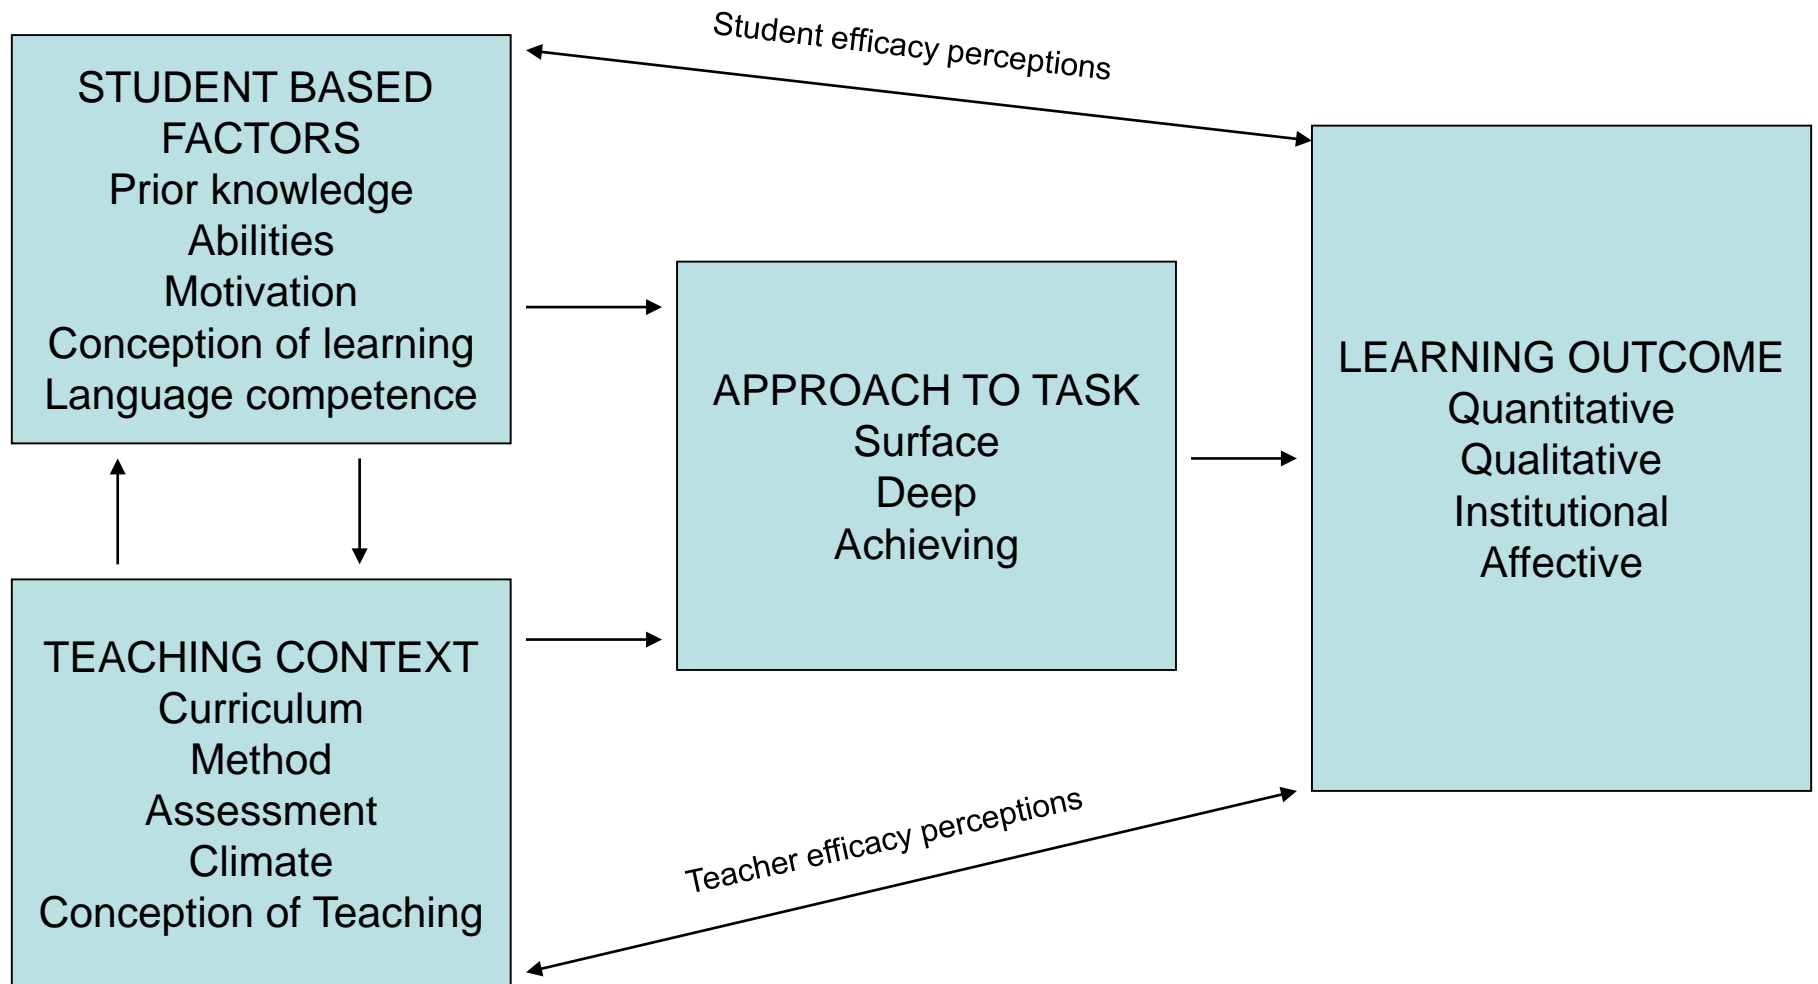 Student efficacy perceptions
STUDENT BASED
FACTORS
Prior knowledge
Abilities
Motivation
Conception of learning
Language competence
APPROACH TO TASK
Surface
Deep
Achieving
LEARNING OUTCOME
Quantitative
Qualitative
Institutional
Affective
TEACHING CONTEXT
Curriculum
Method
Assessment
Climate
Conception of Teaching
Teacher efficacy perceptions